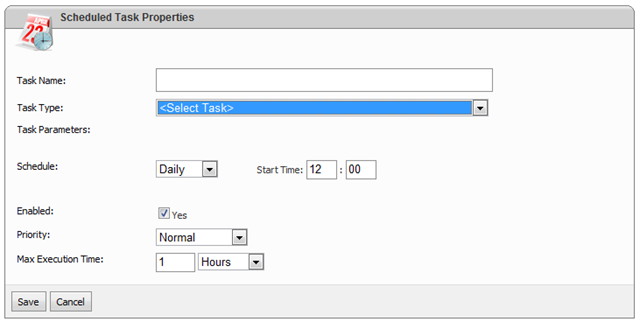 Scheduled Task Properties
Task Name:
Task Type: <Select Task>
Task Parameters:
Schedule: Daily Start Time: 12 : 00
Enabled: Yes
Priority: Normal
Max Execution Time: 1 Hours
Save Cancel